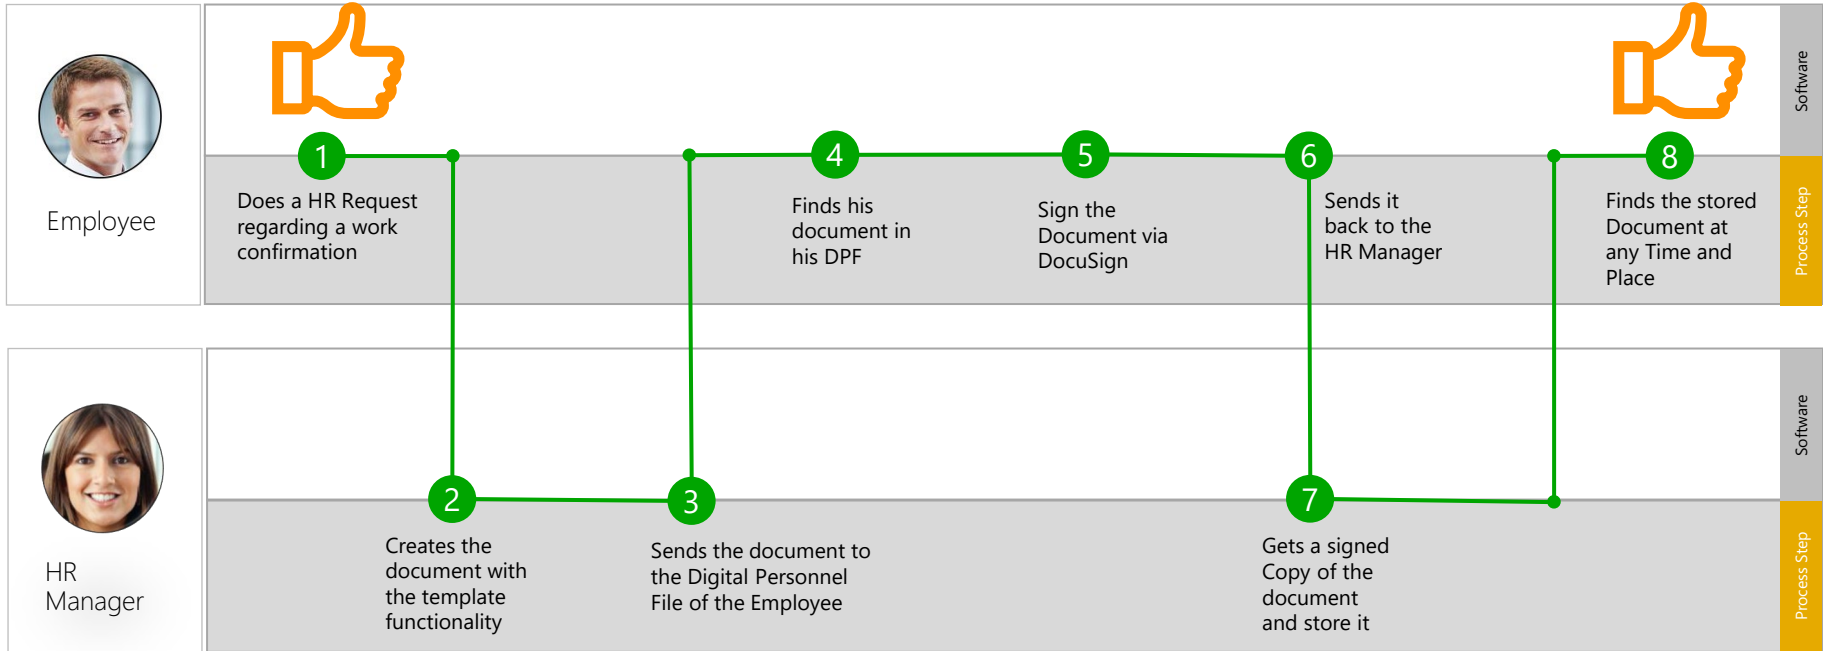 Employee
1
4
5
6
8
Does a HR Request
regarding a work
confirmation
Finds his
document in
his DPF
Sign the
Document via
DocuSign
Sends it
back to the
HR Manager
Finds the stored
Document at
any Time and
Place
Software
Process Step
HR
Manager
2
3
7
Creates the
document with
the template
functionality
Sends the document to
the Digital Personnel
File of the Employee
Gets a signed
Copy of the
document
and store it
Software
Process Step